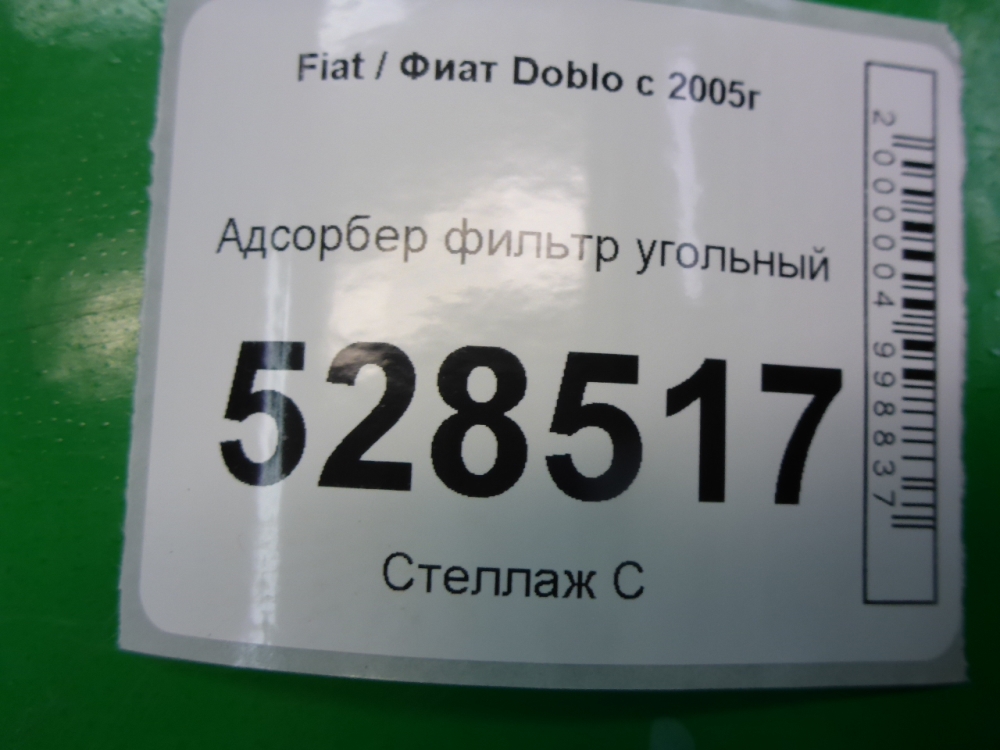 Fiat / Фиат Doblo с 2005г
Адсорбер фильтр угольный
528517
Стеллаж С
2000004998837